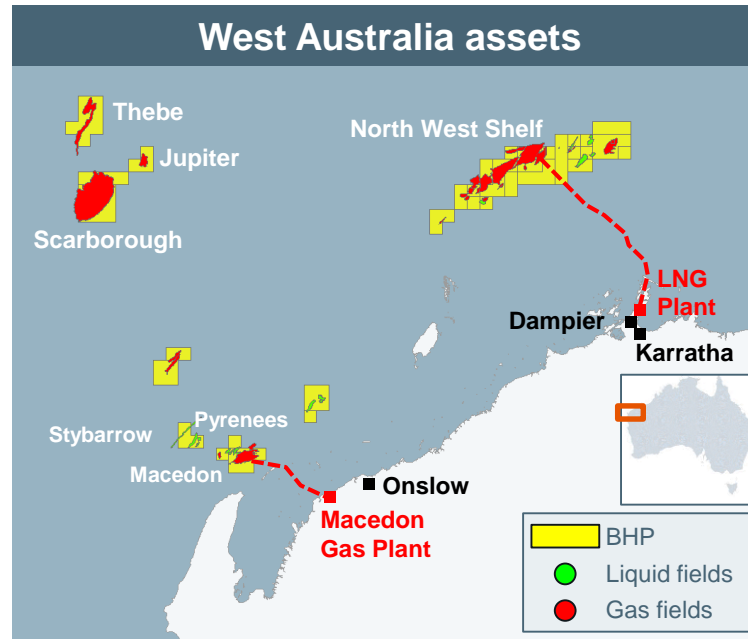 West Australia assets
Thebe
Jupiter
Scarborough
North West Shelf
LNG
Plant
Dampier
Karratha
Stybarrow
Pyrenees
Macedon
Onslow
Macedon
Gas Plant
BHP
Liquid fields
Gas fields